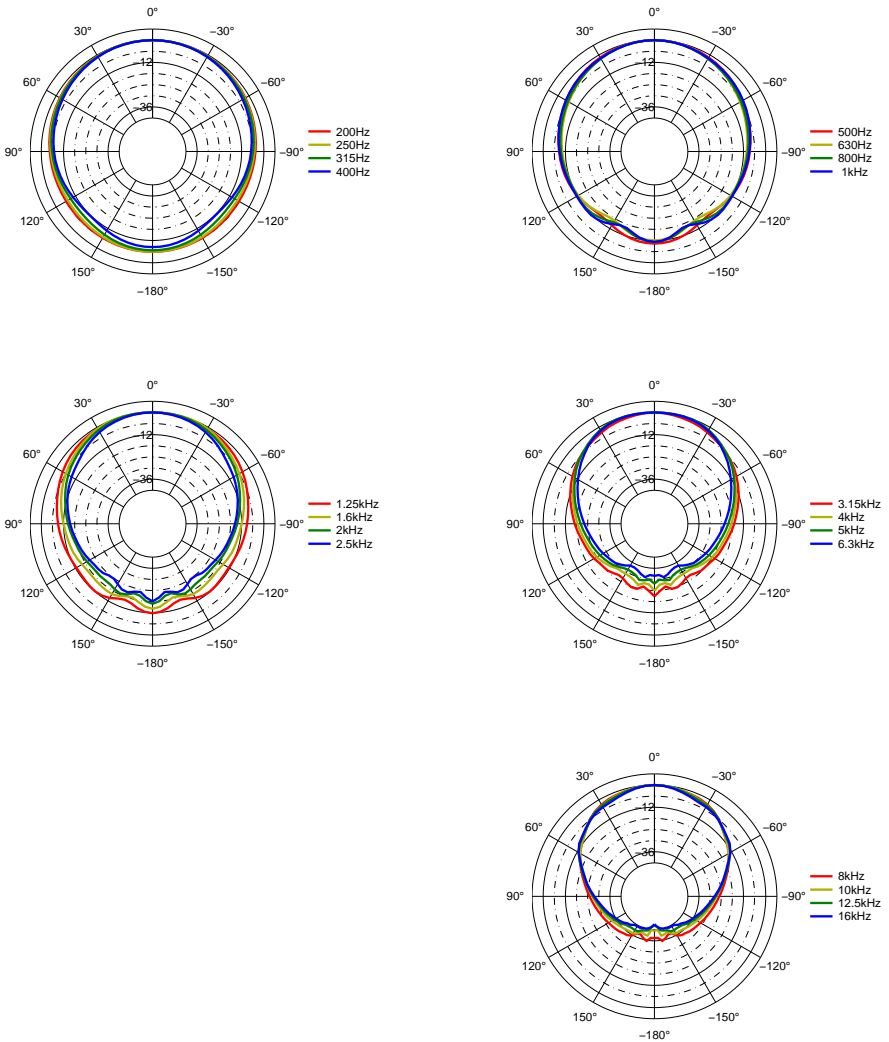 0°
30° −30°
60° −60°
90° −90°
120° −120°
150° −150°
−180°
−12
−36
200Hz
250Hz
315Hz
400Hz
0°
30° −30°
60° −60°
90° −90°
120° −120°
150° −150°
−180°
−12
−36
500Hz
630Hz
800Hz
1kHz
0°
30° −30°
60° −60°
90° −90°
120° −120°
150° −150°
−180°
−12
−36
1.25kHz
1.6kHz
2kHz
2.5kHz
0°
30° −30°
60° −60°
90° −90°
120° −120°
150° −150°
−180°
−12
−36
3.15kHz
4kHz
5kHz
6.3kHz
0°
30° −30°
60° −60°
90° −90°
120° −120°
150° −150°
−180°
−12
−36
8kHz
10kHz
12.5kHz
16kHz